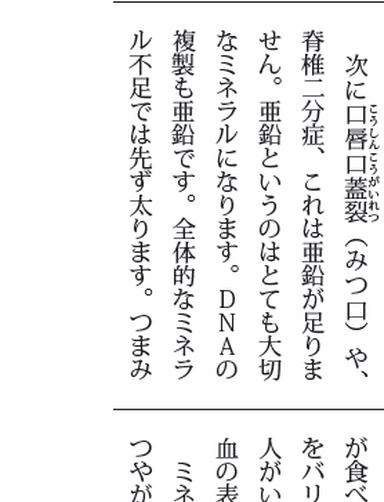 次に口唇口蓋裂（みつ口）や、
脊椎二分症、これは亜鉛が足りま
せん。亜鉛というのはとても大切
なミネラルになります。DNAの
複製も亜鉛です。全体的なミネラ
ル不足では先ず太ります。つまみ
が食べ
をバリ
人がい
血の表
ミネ
つやが